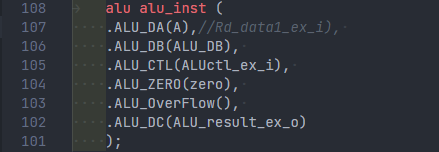 108 alu alu_inst (
107 .ALU_DA(A),//Rd_data1_ex_i),
106 .ALU_DB(ALU_DB),
105 .ALU_CTL(ALUctl_ex_i),
104 .ALU_ZERO(zero),
103 .ALU_OverFlow(),
102 .ALU_DC(ALU_result_ex_o)
101 );